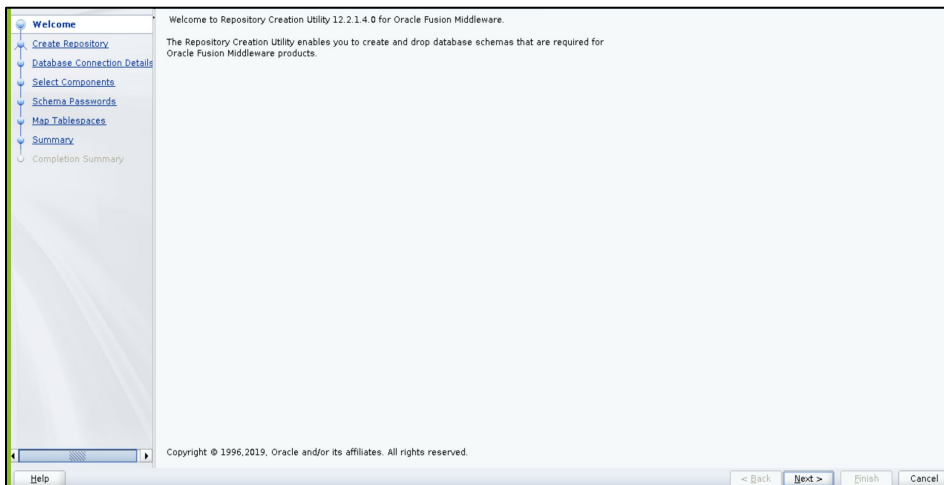 Welcome
Create Repository
Database Connection Details
Select Components
Schema Passwords
Map Tablespaces
Summary
Completion Summary
Welcome to Repository Creation Utility 12.2.1.4.0 for Oracle Fusion Middleware.
The Repository Creation Utility enables you to create and drop database schemas that are required for
Oracle Fusion Middleware products.
Copyright © 1996,2019, Oracle and/or its affiliates. All rights reserved.
Help
< Back
Next >
Finish
Cancel